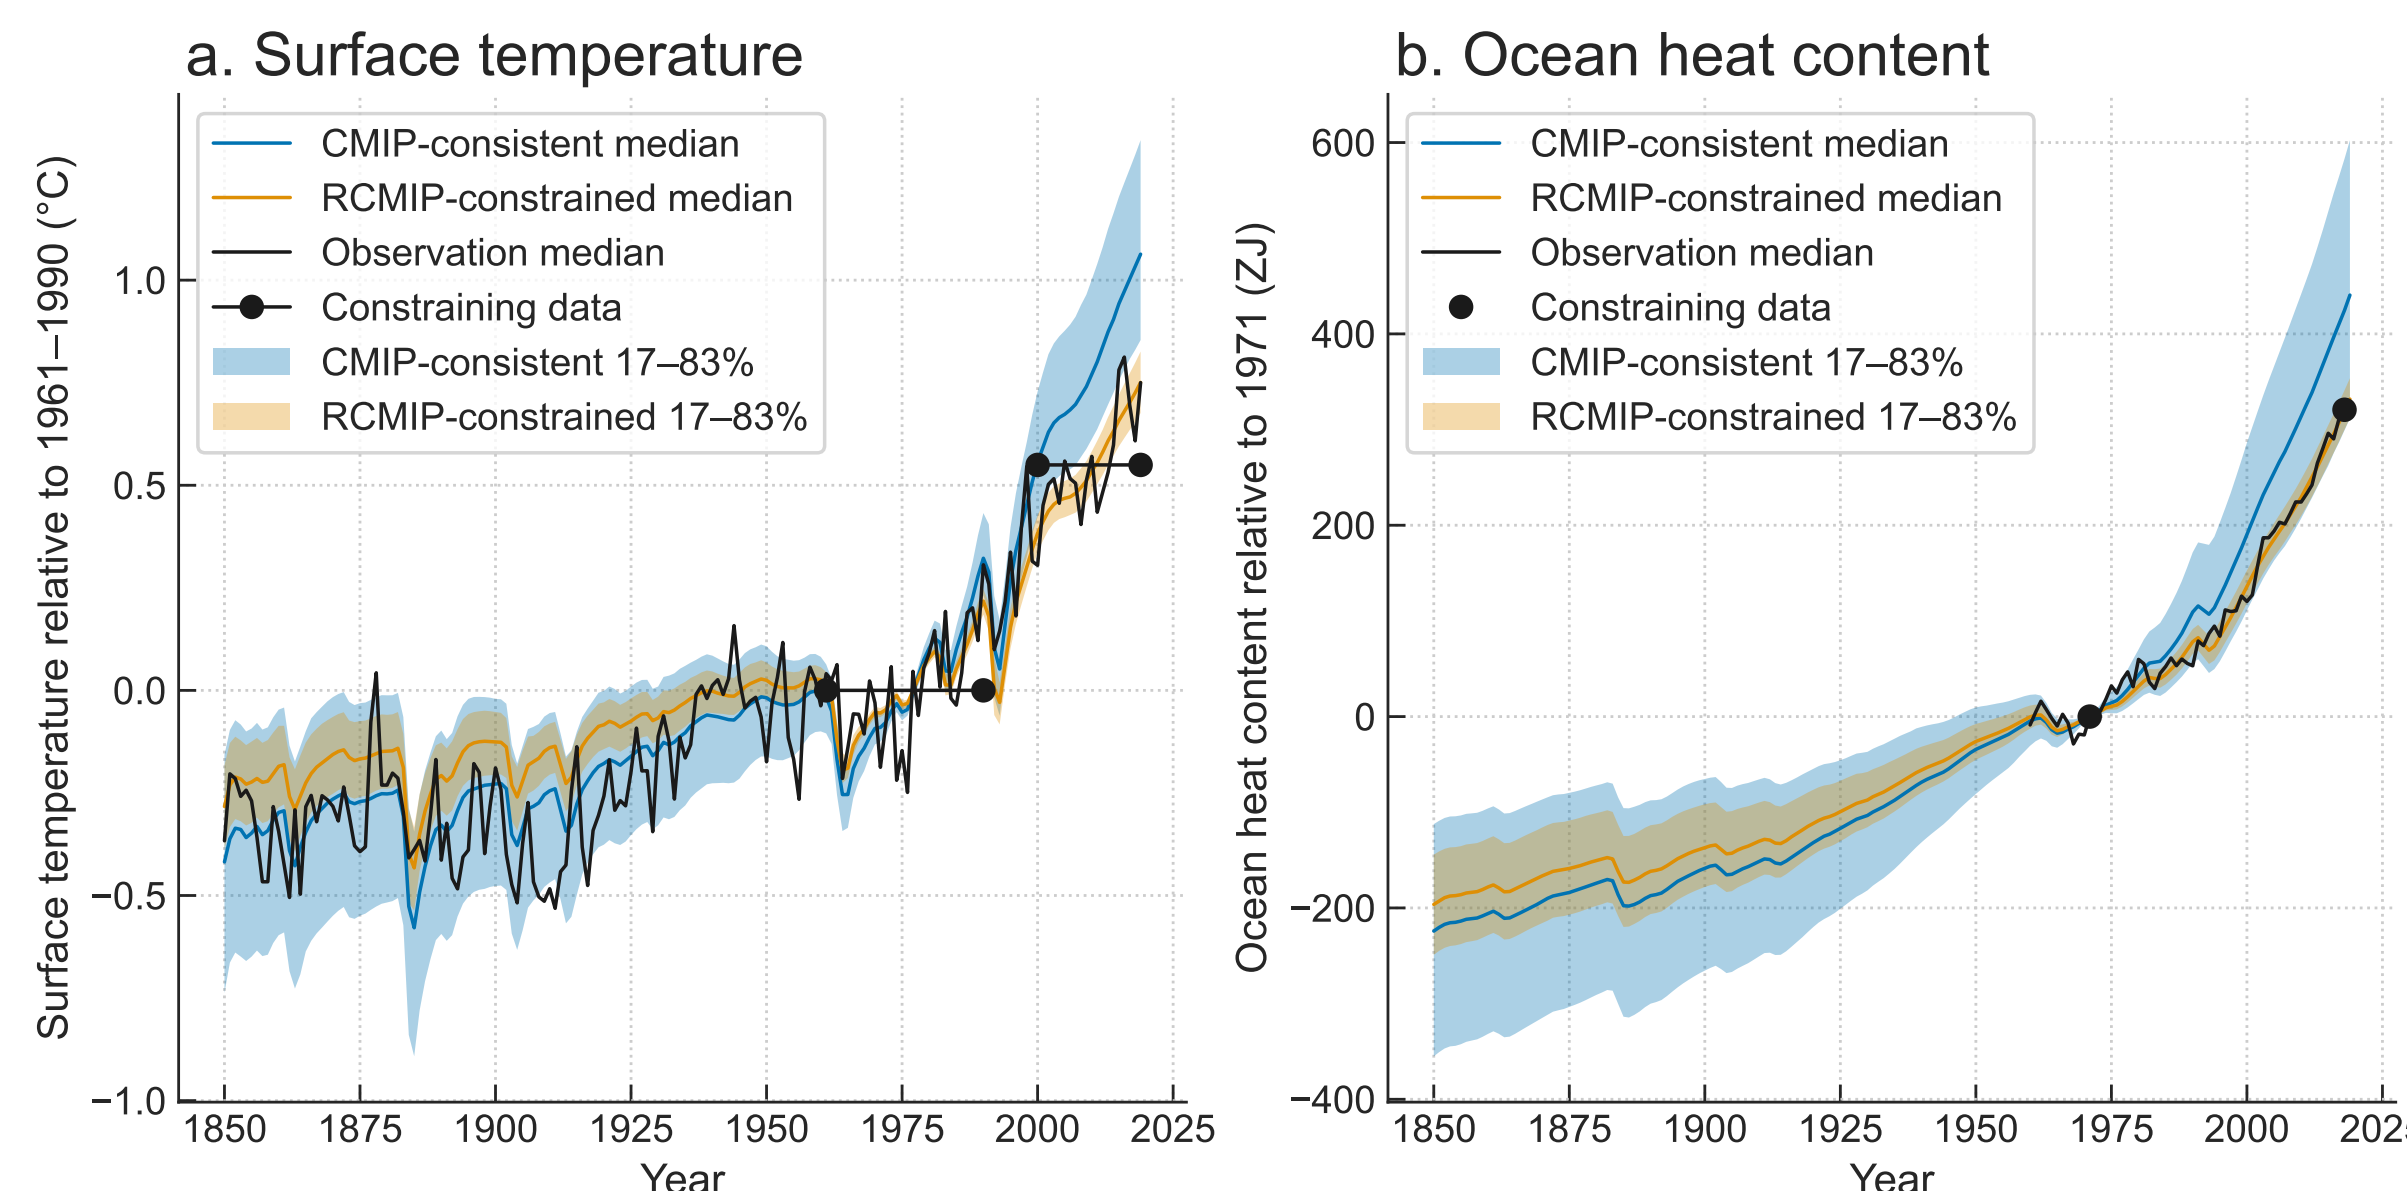 a. Surface temperature
Surface temperature relative to 1961–1990 (°C)
CMIP-consistent median
RCMIP-constrained median
Observation median
Constraining data
CMIP-consistent 17–83%
RCMIP-constrained 17–83%
1.0
0.5
0.0
−0.5
−1.0
1850 1875 1900 1925 1950 1975 2000 2025
Year
b. Ocean heat content
Ocean heat content relative to 1971 (ZJ)
CMIP-consistent median
RCMIP-constrained median
Observation median
Constraining data
CMIP-consistent 17–83%
RCMIP-constrained 17–83%
600
400
200
0
−200
−400
1850 1875 1900 1925 1950 1975 2000 202
Year